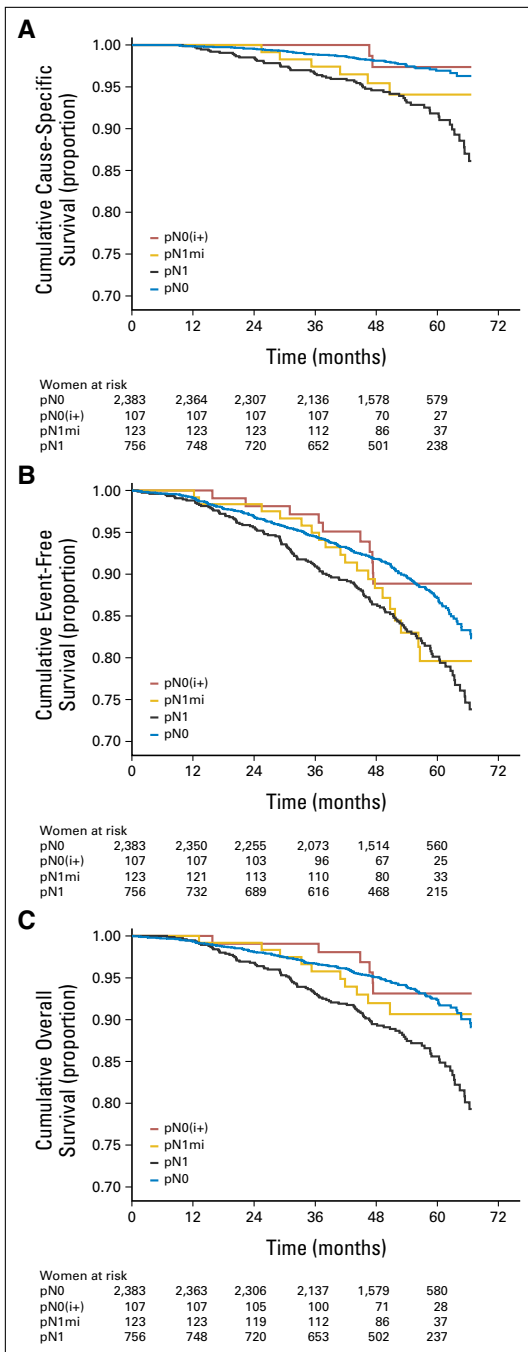 A
Cumulative Cause-Specific
Survival (proportion)
1.00
0.95
0.90
0.85
0.80
0.75
0.70
pN0(i+)
pN1mi
pN1
pN0
0 12 24 36 48 60 72
Time (months)
Women at risk
pN0 2,383 2,364 2,307 2,136 1,578 579
pN0(i+) 107 107 107 107 70 27
pN1mi 123 123 123 112 86 37
pN1 756 748 720 652 501 238
B
Cumulative Event-Free
Survival (proportion)
1.00
0.95
0.90
0.85
0.80
0.75
0.70
pN0(i+)
pN1mi
pN1
pN0
0 12 24 36 48 60 72
Time (months)
Women at risk
pN0 2,383 2,350 2,255 2,073 1,514 560
pN0(i+) 107 107 103 96 67 25
pN1mi 123 121 113 110 80 33
pN1 756 732 689 616 468 215
C
Cumulative Overall
Survival (proportion)
1.00
0.95
0.90
0.85
0.80
0.75
0.70
pN0(i+)
pN1mi
pN1
pN0
0 12 24 36 48 60 72
Time (months)
Women at risk
pN0 2,383 2,363 2,306 2,137 1,579 580
pN0(i+) 107 107 105 100 71 28
pN1mi 123 123 119 112 86 37
pN1 756 748 720 653 502 237